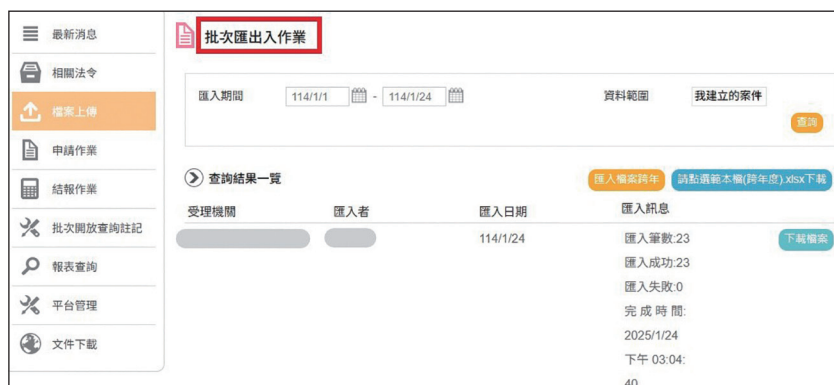 最新消息
相關法令
檔案上傳
申請作業
結報作業
批次開放查詢註記
報表查詢
平台管理
文件下載
批次匯出入作業
匯入期間 114/1/1 - 114/1/24 資料範圍 我建立的案件
查詢
查詢結果一覽 匯入檔案跨年 請點選範本檔(跨年度).xlsx下載
受理機關 匯入者 匯入日期 匯入訊息
114/1/24 匯入筆數:23 下載檔案
匯入成功:23
匯入失敗:0
完成時間:
2025/1/24
下午 03:04:
40